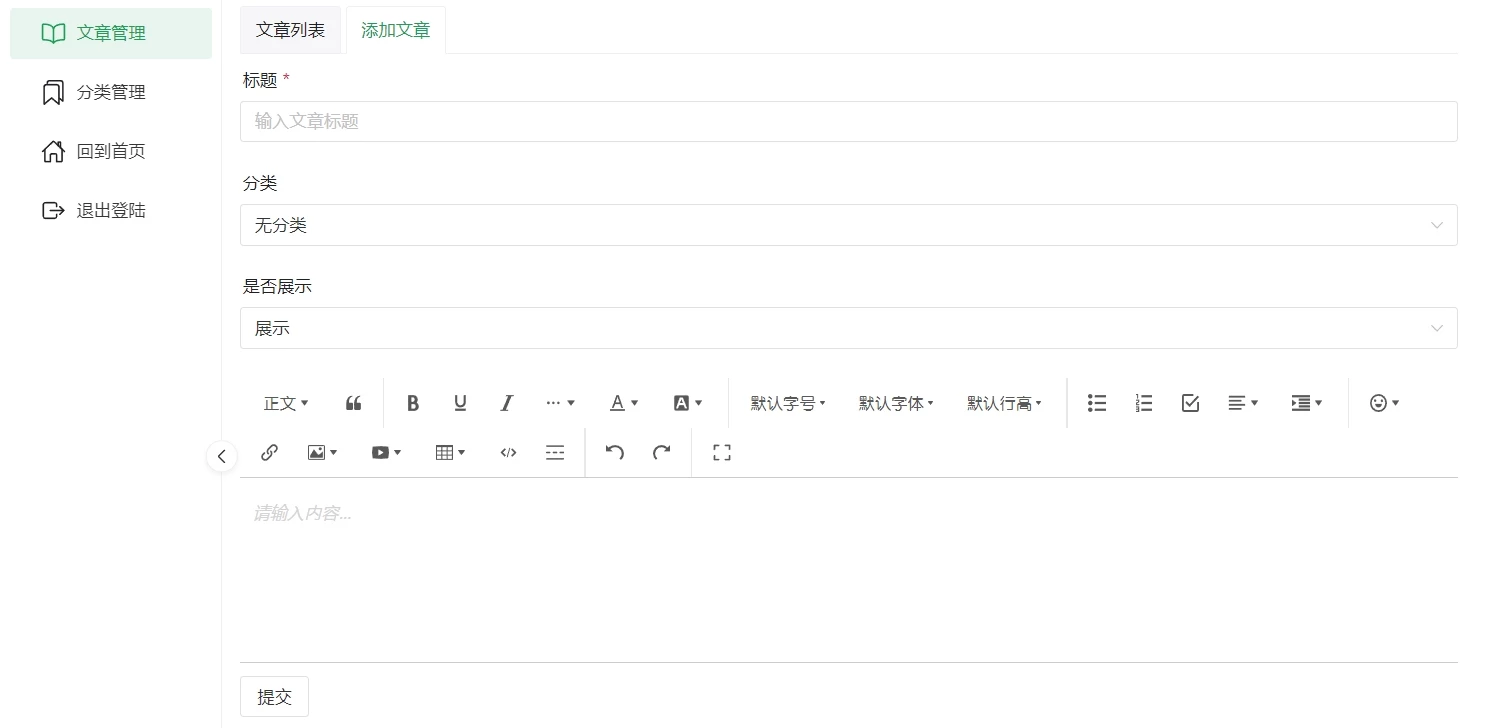 文章管理
分类管理
回到首页
退出登陆
文章列表 添加文章
标题 *
输入文章标题
分类
无分类
是否展示
展示
正文 B U I ... A A 默认字号 默认字体 默认行高
请输入内容...
提交